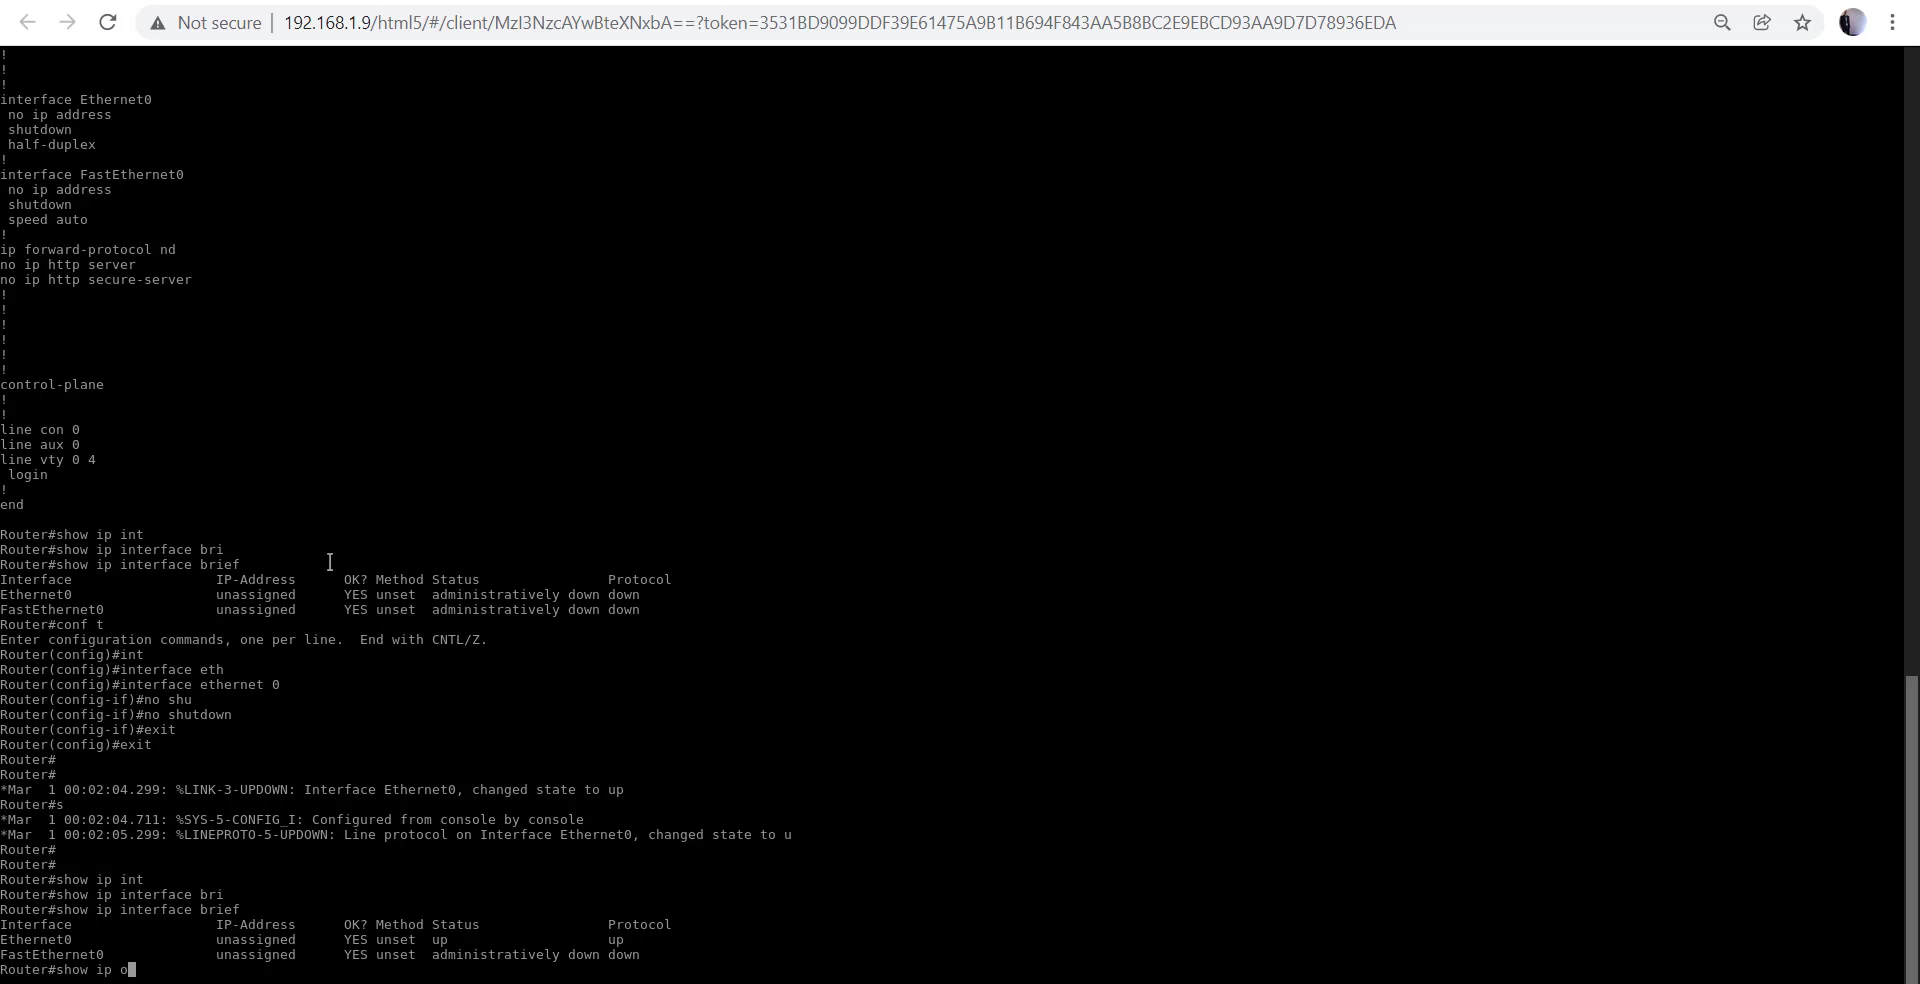 Not secure | 192.168.1.9/html5/#/client/MzI3NzcAYwBteXNxbA==?token=3531BD9099DDF39E61475A9B11B694F843AA5B8BC2E9EBCD93AA9D7D78936EDA
!
!
!
interface Ethernet0
 no ip address
 shutdown
 half-duplex
!
interface FastEthernet0
 no ip address
 shutdown
 speed auto
!
ip forward-protocol nd
no ip http server
no ip http secure-server
!
!
!
!
!
!
control-plane
!
!
line con 0
line aux 0
line vty 0 4
 login
!
end

Router#show ip int
Router#show ip interface bri
Router#show ip interface brief
Interface                  IP-Address      OK? Method Status                Protocol
Ethernet0                  unassigned      YES unset  administratively down down
FastEthernet0              unassigned      YES unset  administratively down down
Router#conf t
Enter configuration commands, one per line.  End with CNTL/Z.
Router(config)#int
Router(config)#interface eth
Router(config)#interface ethernet 0
Router(config-if)#no shu
Router(config-if)#no shutdown
Router(config-if)#exit
Router(config)#exit
Router#
Router#
*Mar  1 00:02:04.299: %LINK-3-UPDOWN: Interface Ethernet0, changed state to up
Router#s
*Mar  1 00:02:04.711: %SYS-5-CONFIG_I: Configured from console by console
*Mar  1 00:02:05.299: %LINEPROTO-5-UPDOWN: Line protocol on Interface Ethernet0, changed state to u
Router#
Router#
Router#show ip int
Router#show ip interface bri
Router#show ip interface brief
Interface                  IP-Address      OK? Method Status                Protocol
Ethernet0                  unassigned      YES unset  up                    up
FastEthernet0              unassigned      YES unset  administratively down down
Router#show ip o